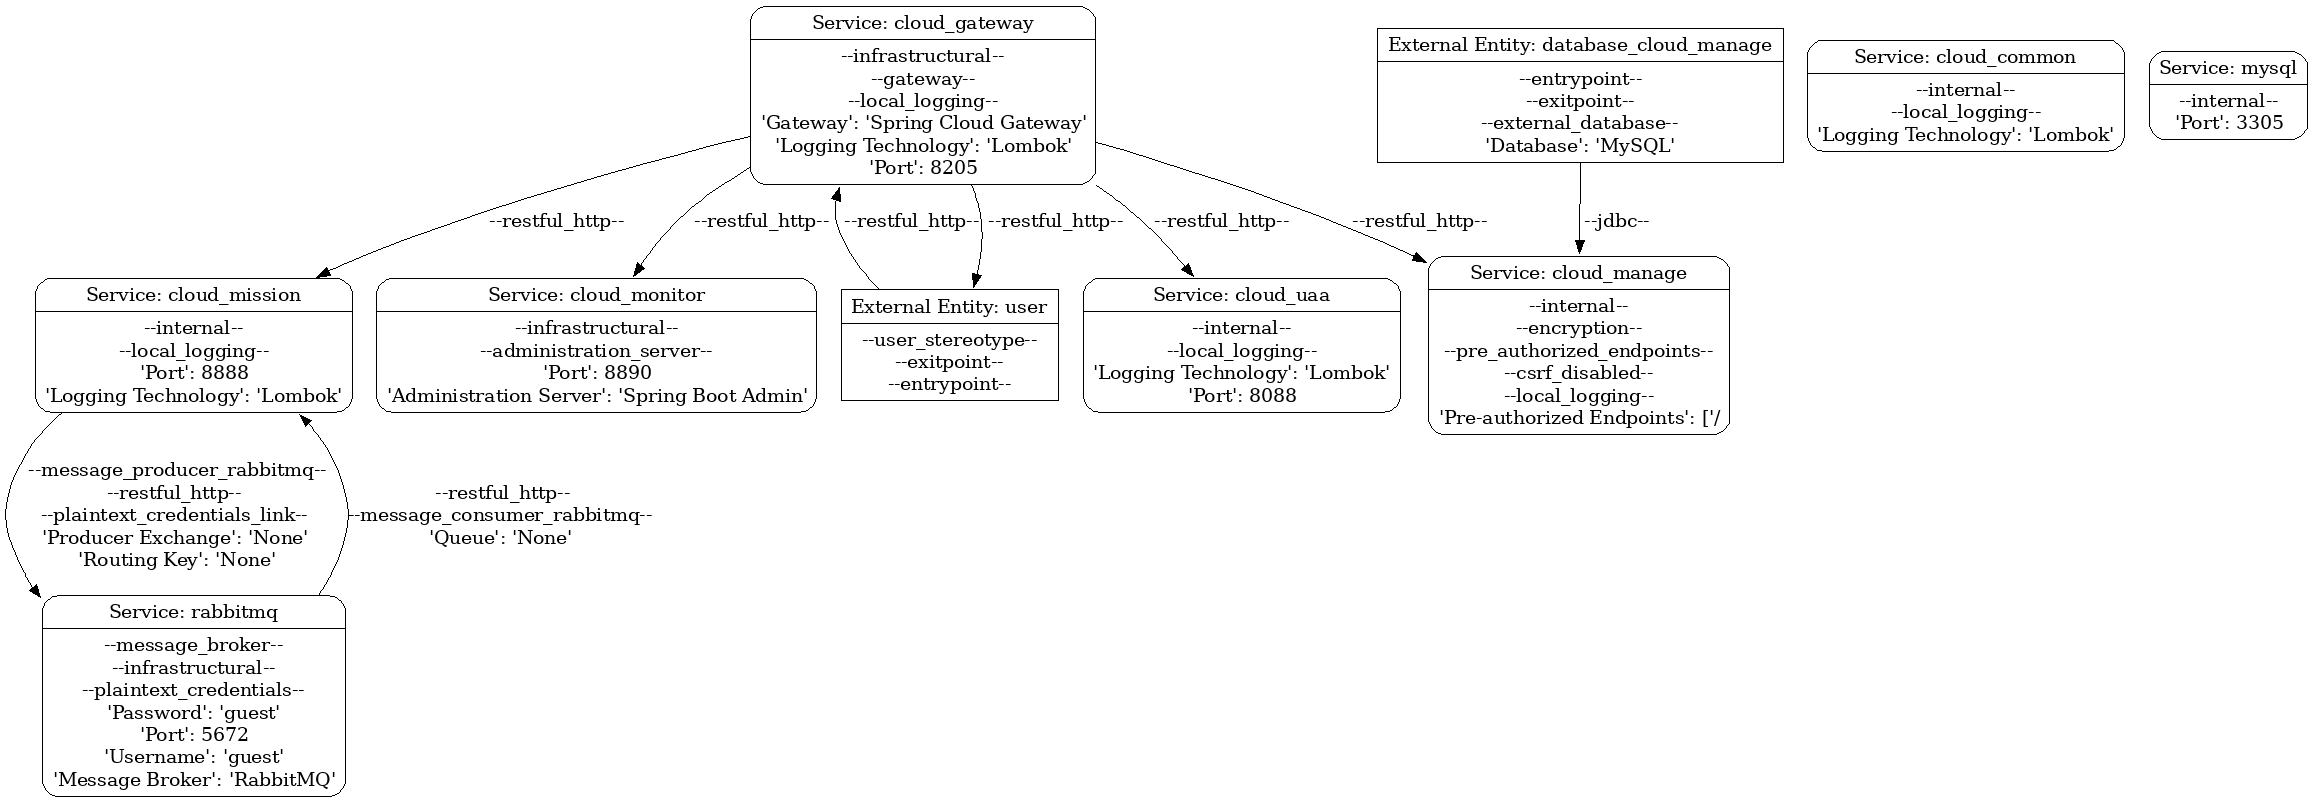 Service: cloud_gateway
--infrastructural--
--gateway--
--local_logging--
'Gateway': 'Spring Cloud Gateway'
'Logging Technology': 'Lombok'
'Port': 8205
External Entity: database_cloud_manage
--entrypoint--
--exitpoint--
--external_database--
'Database': 'MySQL'
Service: cloud_common
--internal--
--local_logging--
'Logging Technology': 'Lombok'
Service: mysql
--internal--
'Port': 3305
--restful_http--
--restful_http--
--restful_http--
--restful_http--
--restful_http--
--restful_http--
--jdbc--
Service: cloud_mission
--internal--
--local_logging--
'Port': 8888
'Logging Technology': 'Lombok'
Service: cloud_monitor
--infrastructural--
--administration_server--
'Port': 8890
'Administration Server': 'Spring Boot Admin'
External Entity: user
--user_stereotype--
--exitpoint--
--entrypoint--
Service: cloud_uaa
--internal--
--local_logging--
'Logging Technology': 'Lombok'
'Port': 8088
Service: cloud_manage
--internal--
--encryption--
--pre_authorized_endpoints--
--csrf_disabled--
--local_logging--
'Pre-authorized Endpoints': ['/
--message_producer_rabbitmq--
--restful_http--
--plaintext_credentials_link--
'Producer Exchange': 'None'
'Routing Key': 'None'
--restful_http--
--message_consumer_rabbitmq--
'Queue': 'None'
Service: rabbitmq
--message_broker--
--infrastructural--
--plaintext_credentials--
'Password': 'guest'
'Port': 5672
'Username': 'guest'
'Message Broker': 'RabbitMQ'